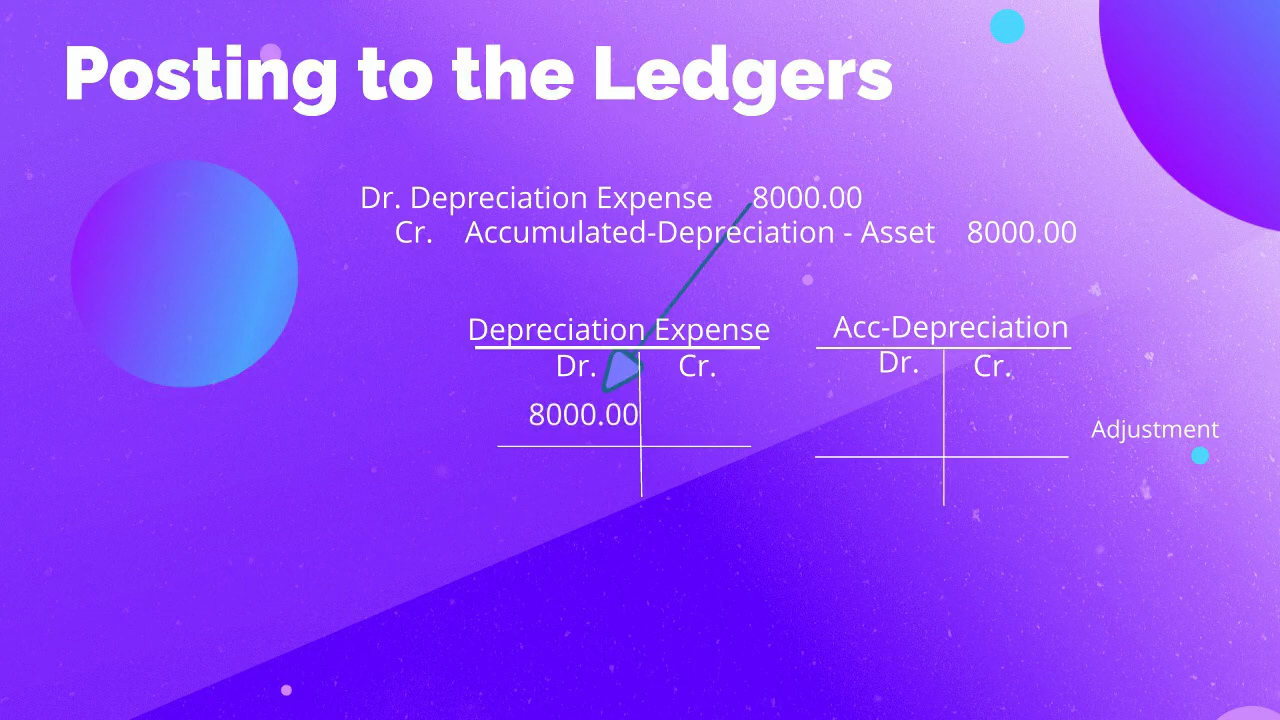 Posting to the Ledgers
Dr. Depreciation Expense 8000.00
Cr. Accumulated-Depreciation - Asset 8000.00
Depreciation Expense
Dr. Cr.
8000.00
Acc-Depreciation
Dr. Cr.
Adjustment